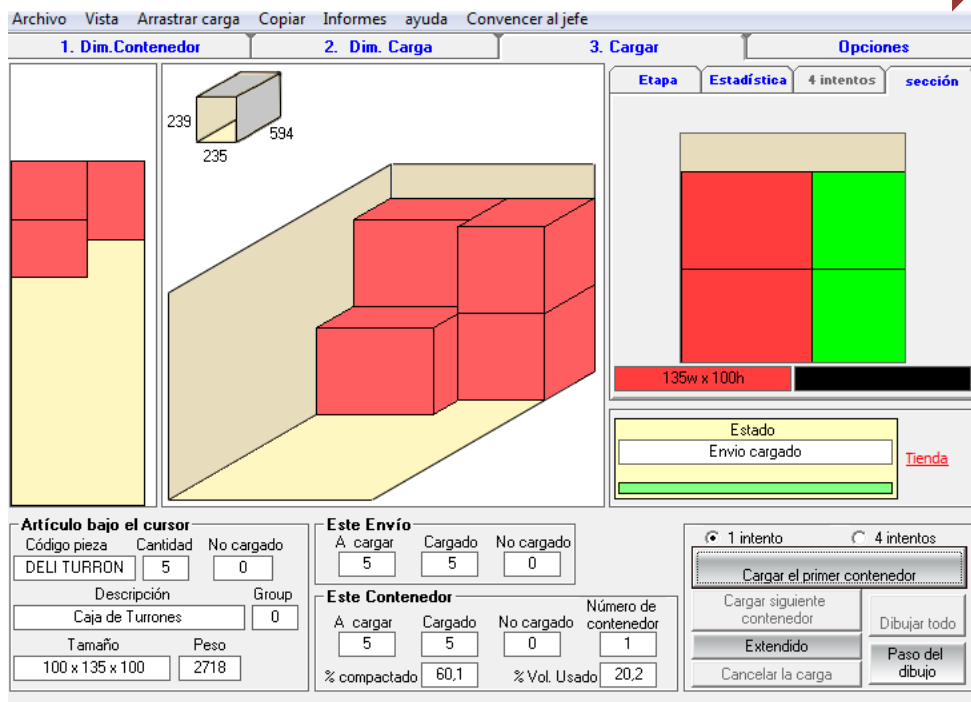 Archivo Vista Arrastrar carga Copiar Informes ayuda Convencer al jefe
1. Dim.Contenedor 2. Dim. Carga 3. Cargar Opciones
Etapa Estadística 4 intentos sección
239
594
235
135w x 100h
Estado
Envio cargado
Tienda
Artículo bajo el cursor
Código pieza Cantidad No cargado
DELI TURRON 5 0
Descripción Group
Caja de Turrones 0
Tamaño Peso
100 x 135 x 100 2718
Este Envío
A cargar Cargado No cargado
5 5 0
Este Contenedor
A cargar Cargado No cargado Número de contenedor
5 5 0 1
% compactado 60,1 % Vol. Usado 20,2
1 intento 4 intentos
Cargar el primer contenedor
Cargar siguiente
contenedor
Dibujar todo
Extendido
Paso del
dibujo
Cancelar la carga